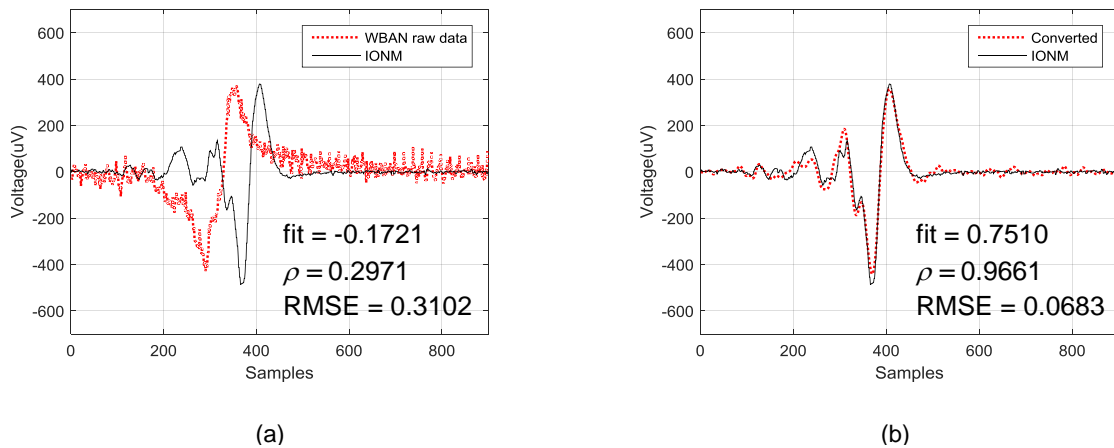 600
400
200
0
-200
-400
-600
Voltage(uV)
WBAN raw data
IONM
fit = -0.1721
ρ = 0.2971
RMSE = 0.3102
0 200 400 600 800
Samples
(a)
600
400
200
0
-200
-400
-600
Voltage(uV)
Converted
IONM
fit = 0.7510
ρ = 0.9661
RMSE = 0.0683
0 200 400 600 800
Samples
(b)